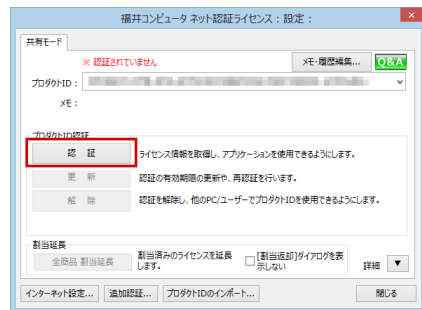 福井コンピュータ ネット認証ライセンス : 設定 :
×
共有モード
※ 認証されていません
メモ・履歴編集...
Q&A
プロダクトID :
メモ :
プロダクトID認証
認 証
ライセンス情報を取得し、アプリケーションを使用できるようにします。
更 新
認証の有効期限の更新や、再認証を行います。
解 除
認証を解除し、他のPC/ユーザーでプロダクトIDを使用できるようにします。
割当延長
全商品 割当延長
割当済みのライセンスを延長
します。
[割当返却]ダイアログを表
示しない
詳細 ▼
インターネット設定...
追加認証...
プロダクトIDのインポート...
閉じる